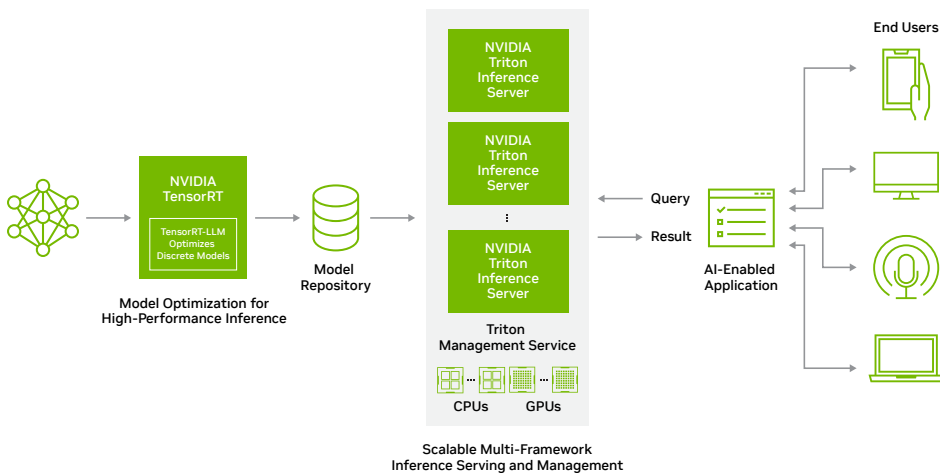 NVIDIA
TensorRT
TensorRT-LLM
Optimizes
Discrete Models
Model Optimization for
High-Performance Inference
Model
Repository
NVIDIA
Triton
Inference
Server
NVIDIA
Triton
Inference
Server
NVIDIA
Triton
Inference
Server
Triton
Management Service
CPUs
GPUs
Scalable Multi-Framework
Inference Serving and Management
Query
Result
AI-Enabled
Application
End Users